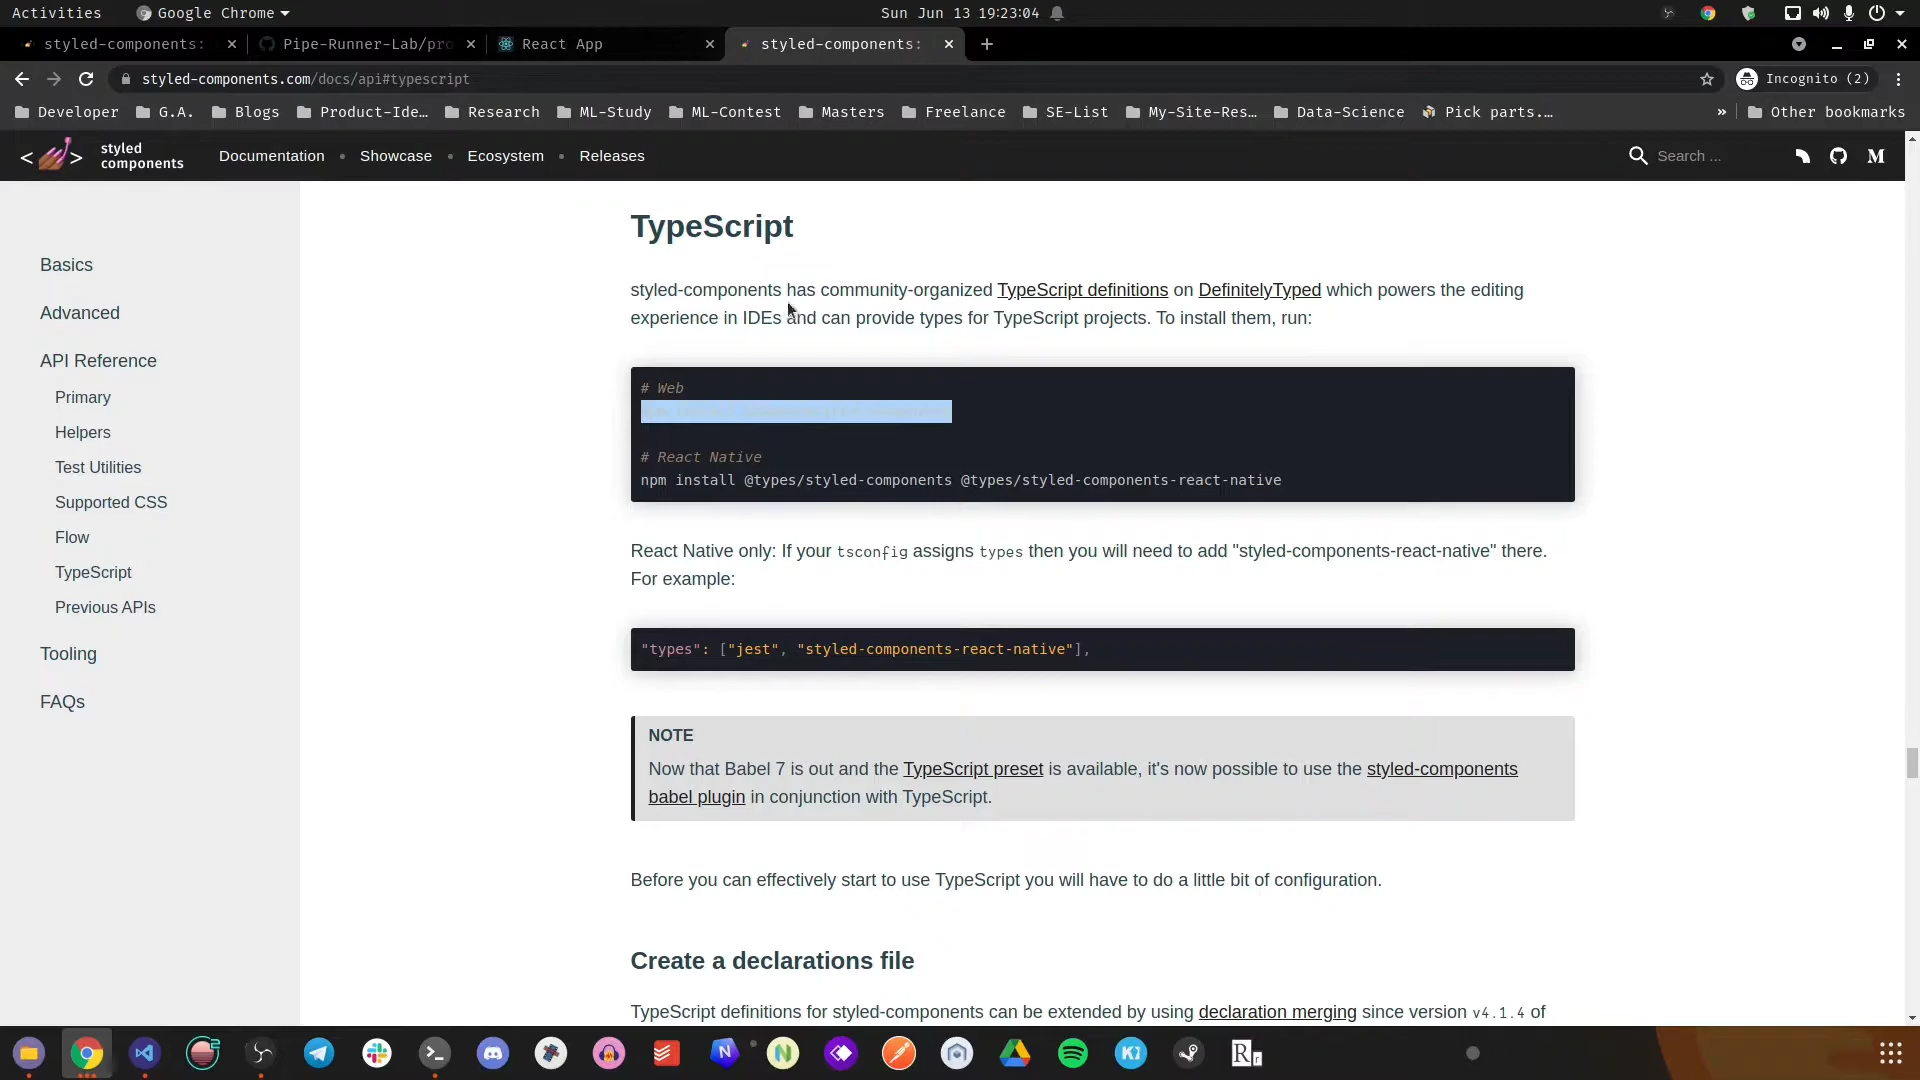 Activities
Google Chrome
Sun Jun 13 19:23:04
styled-components:
Pipe-Runner-Lab/pro
React App
styled-components:
styled-components.com/docs/api#typescript
Incognito (2)
Developer
G.A.
Blogs
Product-Ide…
Research
ML-Study
ML-Contest
Masters
Freelance
SE-List
My-Site-Res…
Data-Science
Pick parts.…
»
Other bookmarks
styled
components
Documentation
Showcase
Ecosystem
Releases
Search ...
Basics
Advanced
API Reference
Primary
Helpers
Test Utilities
Supported CSS
Flow
TypeScript
Previous APIs
Tooling
FAQs
TypeScript
styled-components has community-organized TypeScript definitions on DefinitelyTyped which powers the editing
experience in IDEs and can provide types for TypeScript projects. To install them, run:
# Web
# React Native
npm install @types/styled-components @types/styled-components-react-native
React Native only: If your tsconfig assigns types then you will need to add "styled-components-react-native" there.
For example:
"types": ["jest", "styled-components-react-native"],
NOTE
Now that Babel 7 is out and the TypeScript preset is available, it's now possible to use the styled-components
babel plugin in conjunction with TypeScript.
Before you can effectively start to use TypeScript you will have to do a little bit of configuration.
Create a declarations file
TypeScript definitions for styled-components can be extended by using declaration merging since version v4.1.4 of